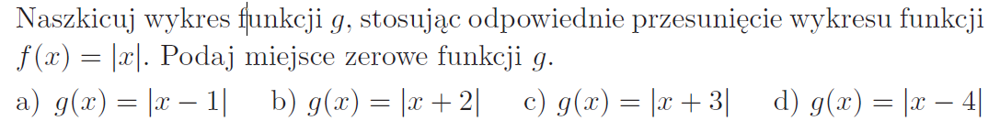 Naszkicuj wykres funkcji g, stosując odpowiednie przesunięcie wykresu funkcji
f(x) = |x|. Podaj miejsce zerowe funkcji g.
a) g(x) = |x − 1| b) g(x) = |x + 2| c) g(x) = |x + 3| d) g(x) = |x − 4|